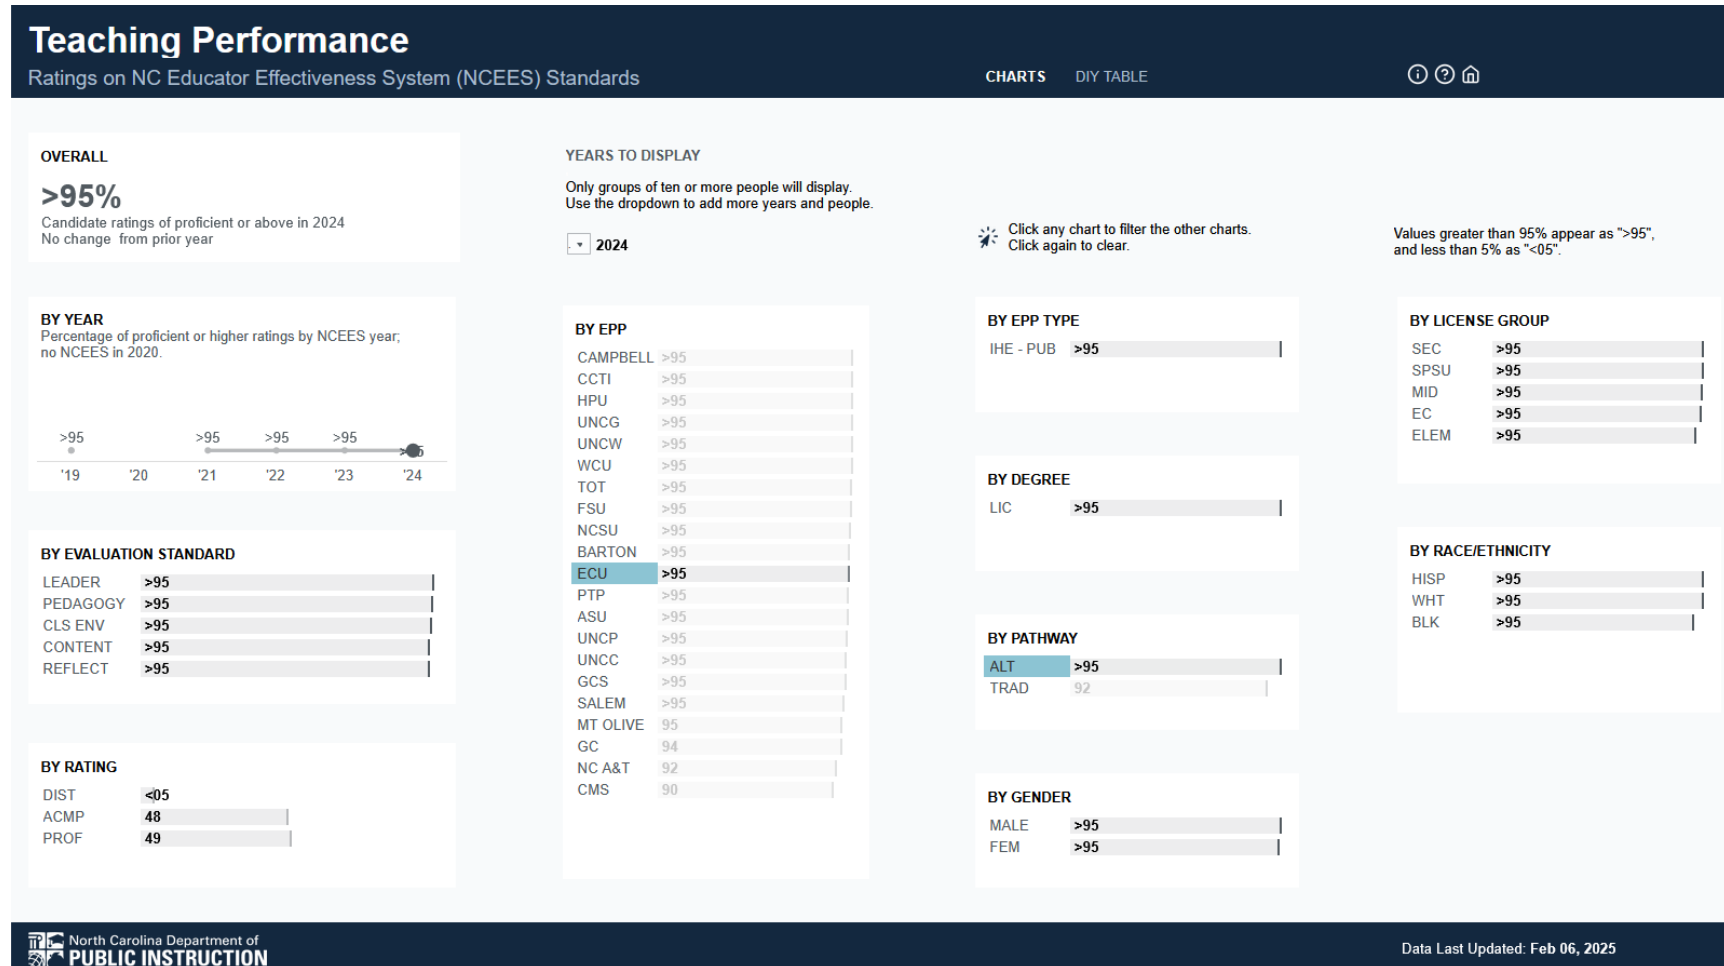 Teaching Performance
Ratings on NC Educator Effectiveness System (NCEES) Standards
CHARTS
DIY TABLE
OVERALL
>95%
Candidate ratings of proficient or above in 2024
No change from prior year
YEARS TO DISPLAY
Only groups of ten or more people will display.
Use the dropdown to add more years and people.
2024
Click any chart to filter the other charts.
Click again to clear.
Values greater than 95% appear as ">95",
and less than 5% as "<05".
BY YEAR
Percentage of proficient or higher ratings by NCEES year;
no NCEES in 2020.
>95 >95 >95 >95 >95
'19 '20 '21 '22 '23 '24
BY EVALUATION STANDARD
LEADER >95
PEDAGOGY >95
CLS ENV >95
CONTENT >95
REFLECT >95
BY RATING
DIST <05
ACMP 48
PROF 49
BY EPP
CAMPBELL >95
CCTI >95
HPU >95
UNCG >95
UNCW >95
WCU >95
TOT >95
FSU >95
NCSU >95
BARTON >95
ECU >95
PTP >95
ASU >95
UNCP >95
UNCC >95
GCS >95
SALEM >95
MT OLIVE 95
GC 94
NC A&T 92
CMS 90
BY EPP TYPE
IHE - PUB >95
BY DEGREE
LIC >95
BY PATHWAY
ALT >95
TRAD 92
BY GENDER
MALE >95
FEM >95
BY LICENSE GROUP
SEC >95
SPSU >95
MID >95
EC >95
ELEM >95
BY RACE/ETHNICITY
HISP >95
WHT >95
BLK >95
North Carolina Department of
PUBLIC INSTRUCTION
Data Last Updated: Feb 06, 2025